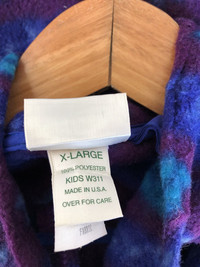 X-LARGE
100% POLYESTER
KIDS W311
MADE IN U.S.A.
OVER FOR CARE